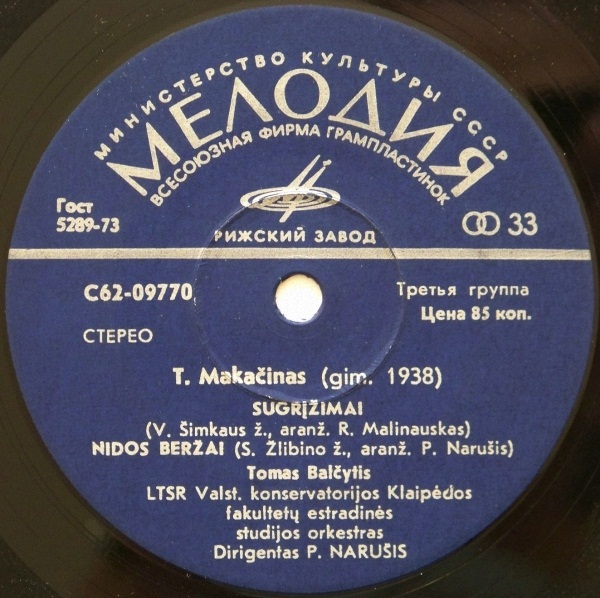 МИНИСТЕРСТВО КУЛЬТУРЫ СССР
МЕЛОДИЯ
ВСЕСОЮЗНАЯ ФИРМА ГРАМПЛАСТИНОК
Гост
5289-73
33
РИЖСКИЙ ЗАВОД
С62-09770
Третья группа
Цена 85 коп.
СТЕРЕО
T. Makačinas (gim. 1938)
SUGRĮŽIMAI
(V. Šimkaus ž., aranž. R. Malinauskas)
NIDOS BERŽAI (S. Žlibino ž., aranž. P. Narušis)
Tomas Balčytis
LTSR Valst. konservatorijos Klaipėdos
fakultetų estradinės
studijos orkestras
Dirigentas P. NARUŠIS